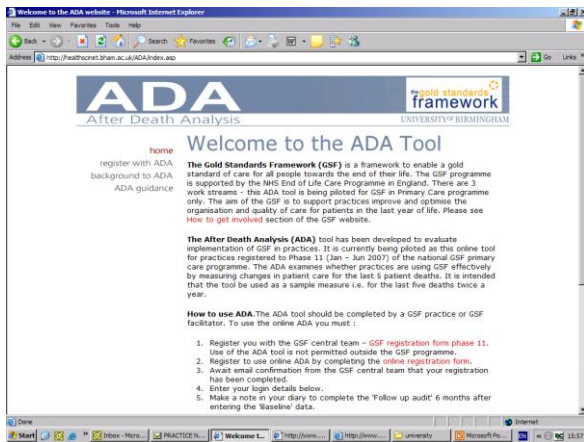 Welcome to the ADA website - Microsoft Internet Explorer
File Edit View Favorites Tools Help
Back Search Favorites
Address http://healthscinet.bham.ac.uk/ADA/index.asp Go Links
ADA
After Death Analysis
the gold standards
framework
UNIVERSITY OF BIRMINGHAM
home
register with ADA
background to ADA
ADA guidance
Welcome to the ADA Tool
The Gold Standards Framework (GSF) is a framework to enable a gold
standard of care for all people towards the end of their life. The GSF programme
is supported by the NHS End of Life Care Programme in England. There are 3
work streams - this ADA tool is being piloted for GSF in Primary Care programme
only. The aim of the GSF is to support practices improve and optimise the
organisation and quality of care for patients in the last year of life. Please see
How to get involved section of the GSF website.
The After Death Analysis (ADA) tool has been developed to evaluate
implementation of GSF in practices. It is currently being piloted as this online tool
for practices registered to Phase 11 (Jan - Jun 2007) of the national GSF primary
care programme. The ADA examines whether practices are using GSF effectively
by measuring changes in patient care for the last 5 patient deaths. It is intended
that the tool be used as a sample measure i.e. for the last five deaths twice a
year.
How to use ADA.The ADA tool should be completed by a GSF practice or GSF
facilitator. To use the online ADA you must :
1. Register you with the GSF central team - GSF registration form phase 11.
Use of the ADA tool is not permitted outside the GSF programme.
2. Register to use online ADA by completing the online registration form.
3. Await email confirmation from the GSF central team that your registration
has been completed.
4. Enter your login details below.
5. Make a note in your diary to complete the 'Follow up audit' 6 months after
entering the 'Baseline' data.
Done Internet
Start Inbox - Micro... PRACTICE N... Welcome t... http://www.... http://www.... university Microsoft Po... EN 15:57